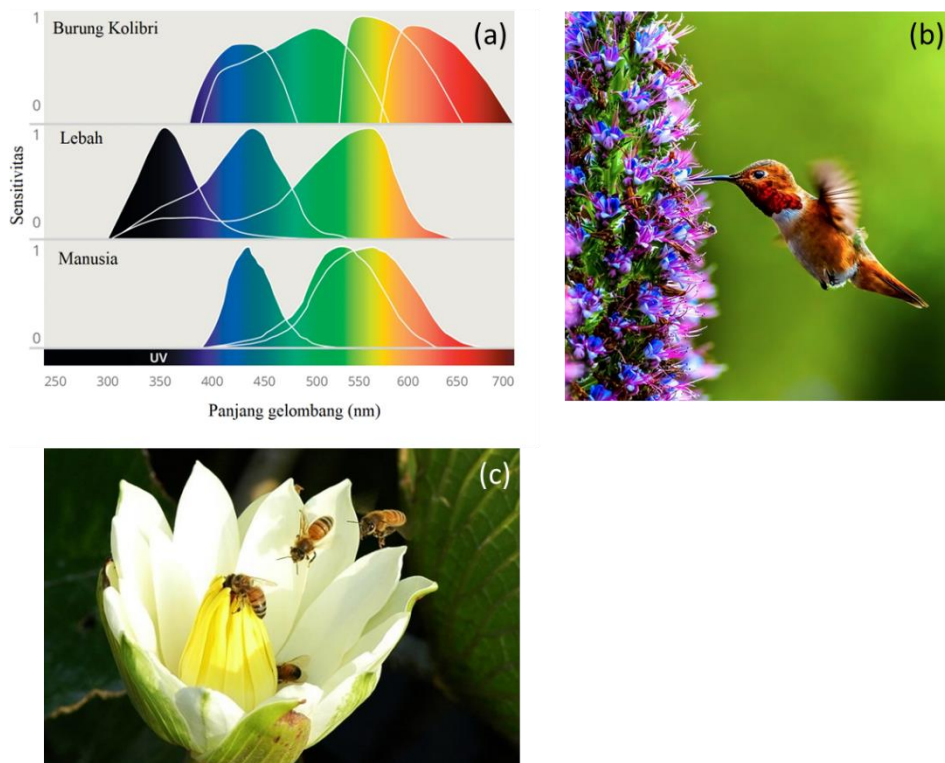 (a)
Burung Kolibri
1
0
Lebah
1
0
Manusia
1
0
Sensitivitas
UV
250 300 350 400 450 500 550 600 650 700
Panjang gelombang (nm)
(b)
(c)